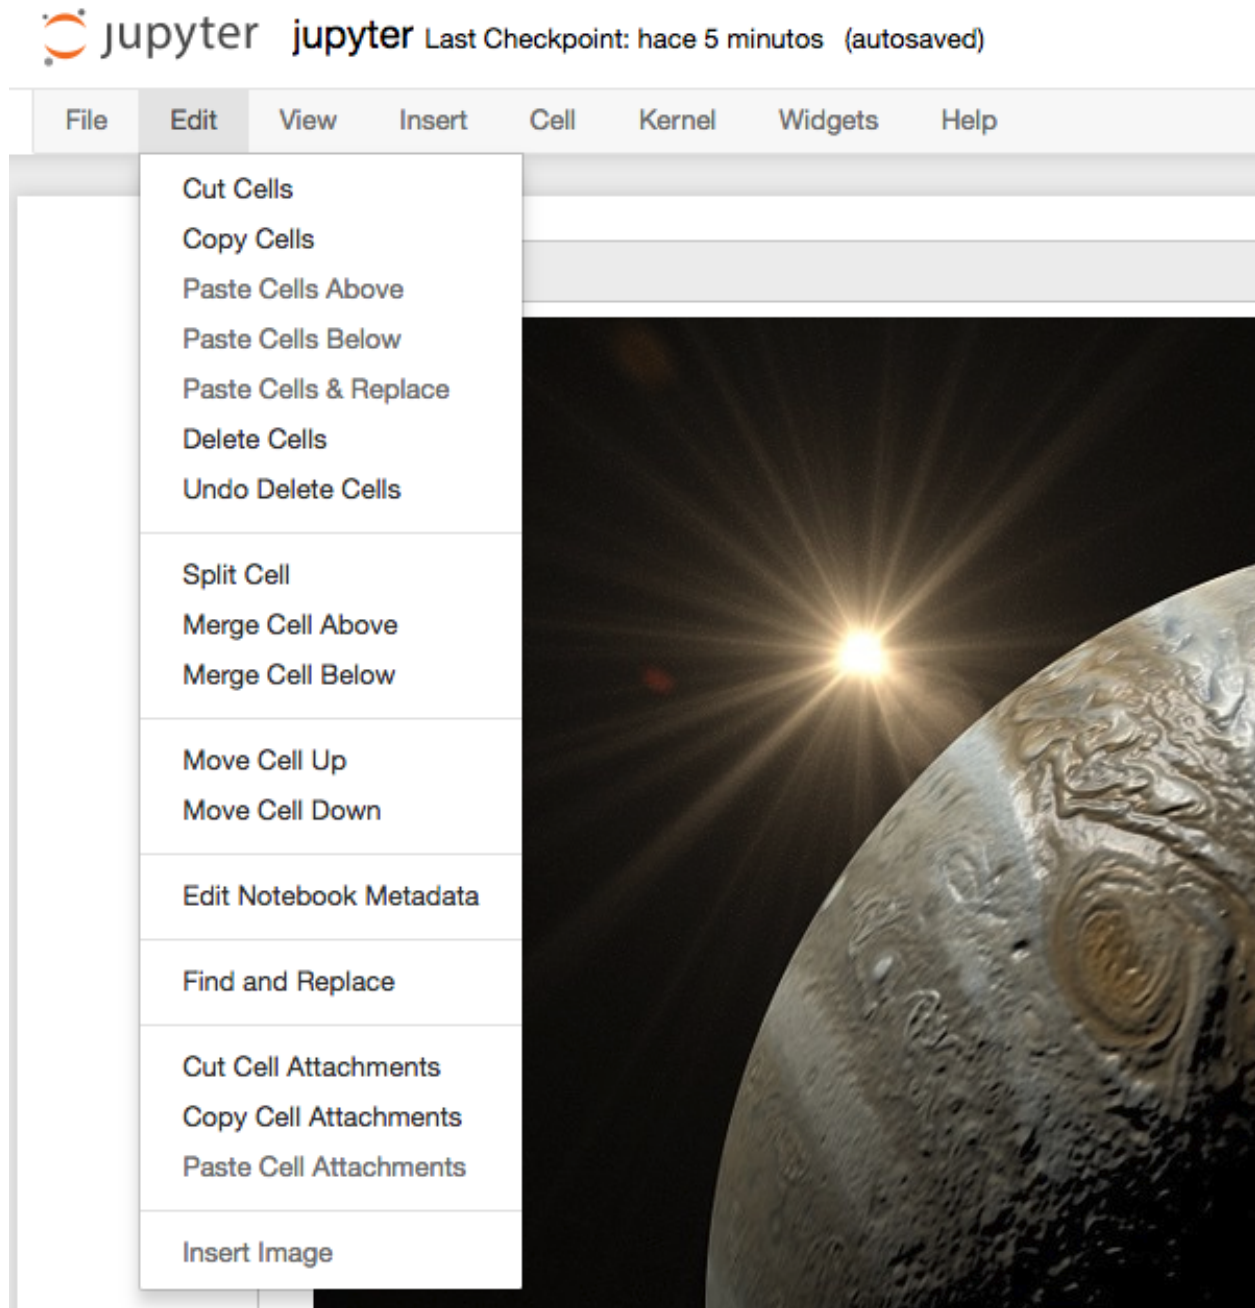 jupyter jupyter Last Checkpoint: hace 5 minutos (autosaved)
File Edit View Insert Cell Kernel Widgets Help
Cut Cells
Copy Cells
Paste Cells Above
Paste Cells Below
Paste Cells & Replace
Delete Cells
Undo Delete Cells
Split Cell
Merge Cell Above
Merge Cell Below
Move Cell Up
Move Cell Down
Edit Notebook Metadata
Find and Replace
Cut Cell Attachments
Copy Cell Attachments
Paste Cell Attachments
Insert Image